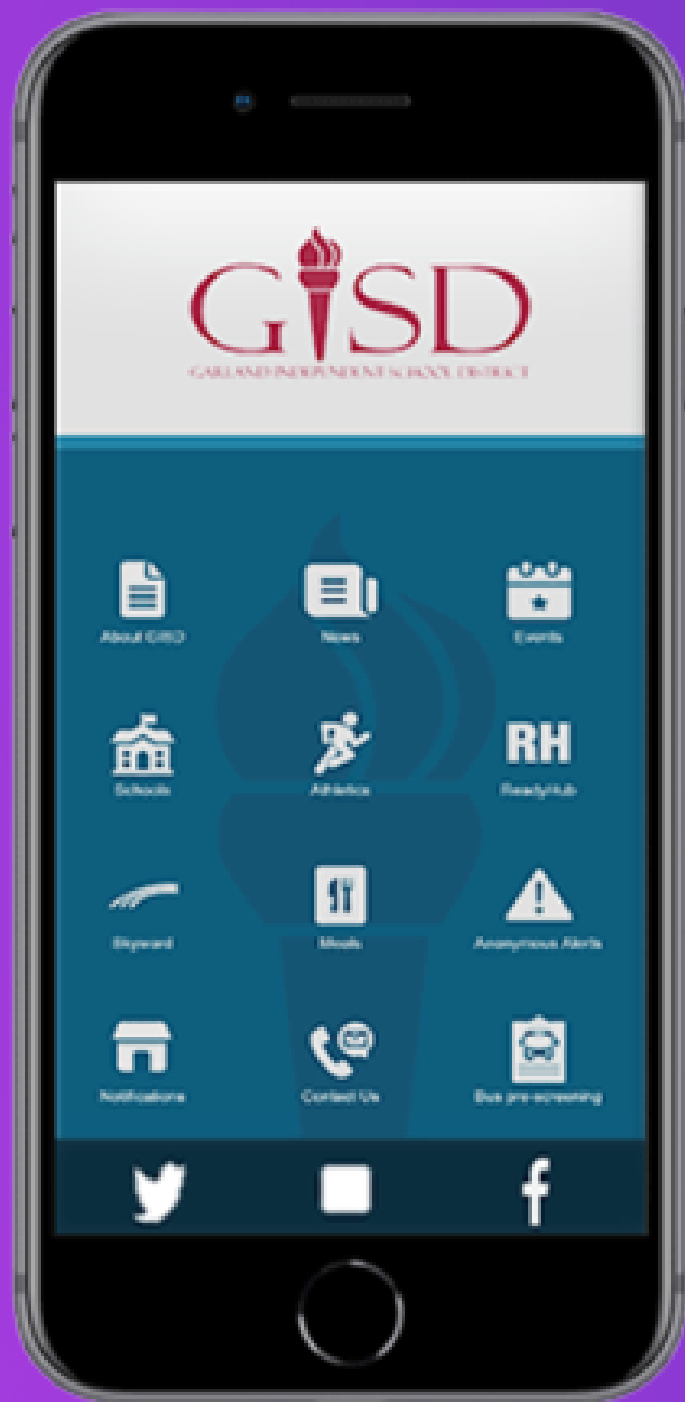 GISD
GARLAND INDEPENDENT SCHOOL DISTRICT
About GISD
News
Events
Schools
Athletics
RH
ReadyHub
Skyward
Meals
Anonymous Alerts
Notifications
Contact Us
Bus pre-screening